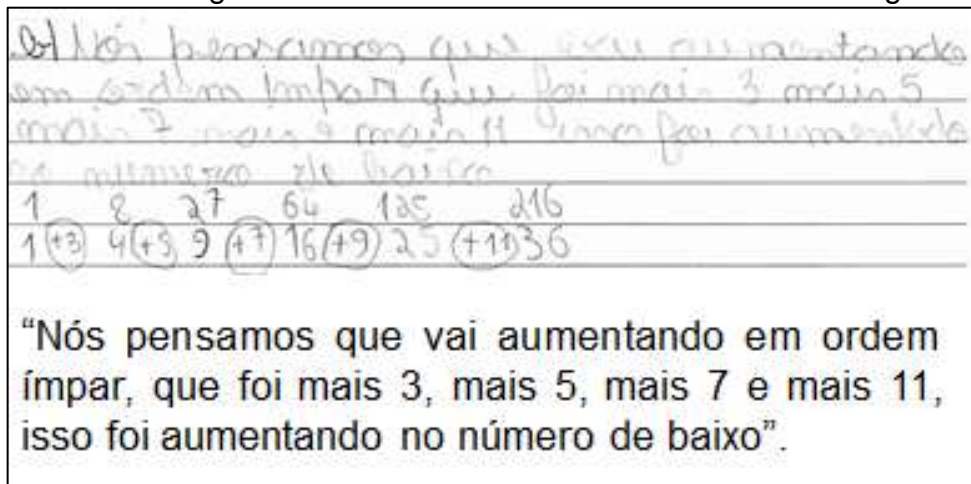 b) Nós pensamos que vai aumentando
em ordem impar que foi mais 3 mais 5
mais 7 mais 9 mais 11 isso foi aumentando
no numero de baixo
1 8 27 64 125 216
1 +3 4 +5 9 +7 16 +9 25 +11 36
“Nós pensamos que vai aumentando em ordem
ímpar, que foi mais 3, mais 5, mais 7 e mais 11,
isso foi aumentando no número de baixo”.